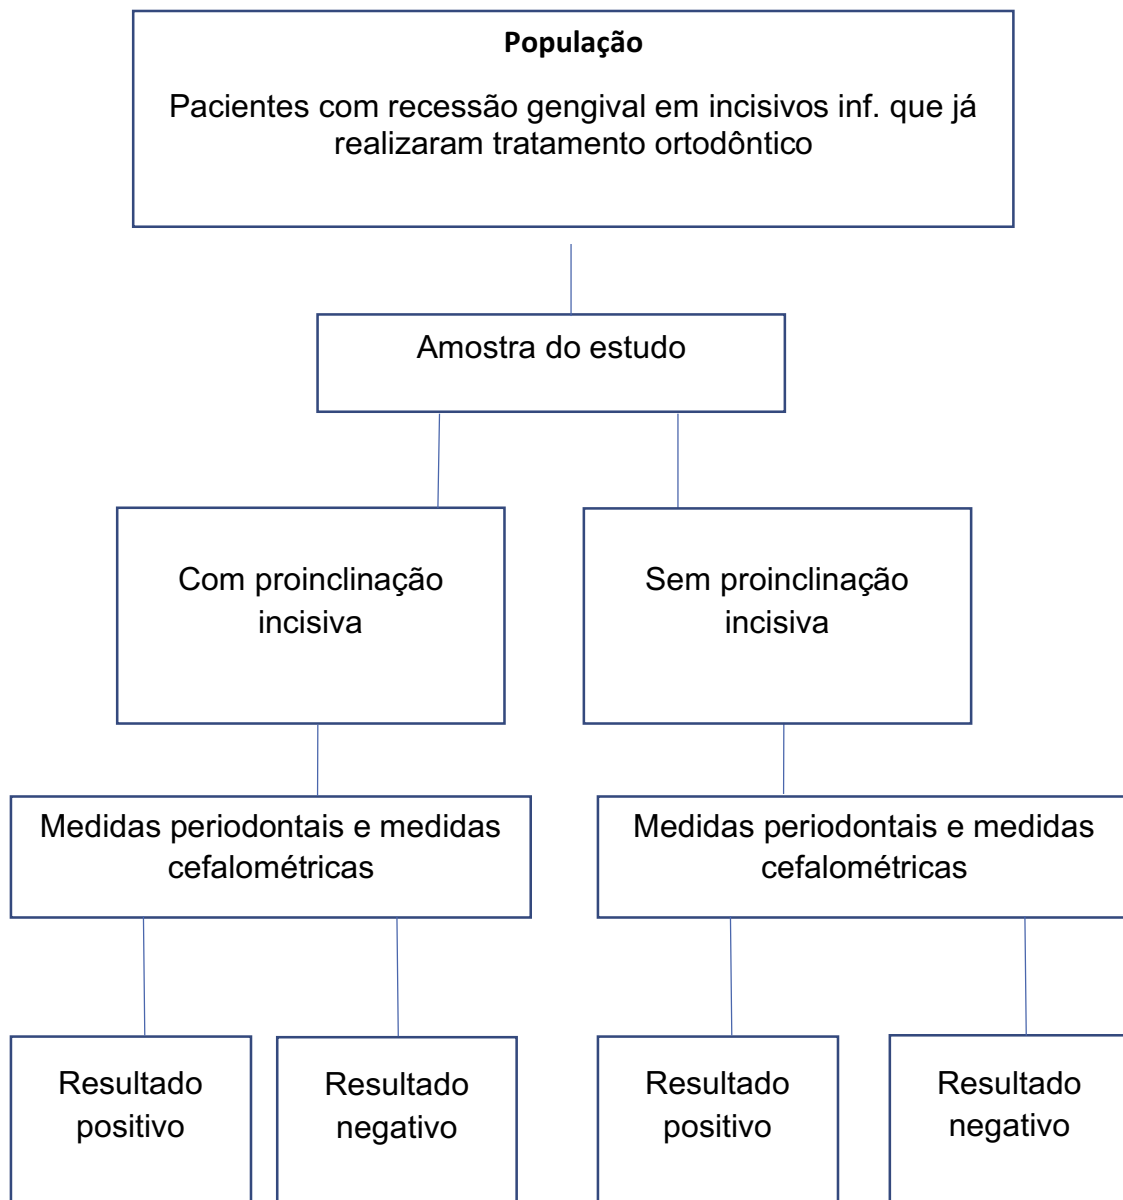 População
Pacientes com recessão gengival em incisivos inf. que já
realizaram tratamento ortodôntico
Amostra do estudo
Com proinclinação
incisiva
Sem proinclinação
incisiva
Medidas periodontais e medidas
cefalométricas
Medidas periodontais e medidas
cefalométricas
Resultado
positivo
Resultado
negativo
Resultado
positivo
Resultado
negativo